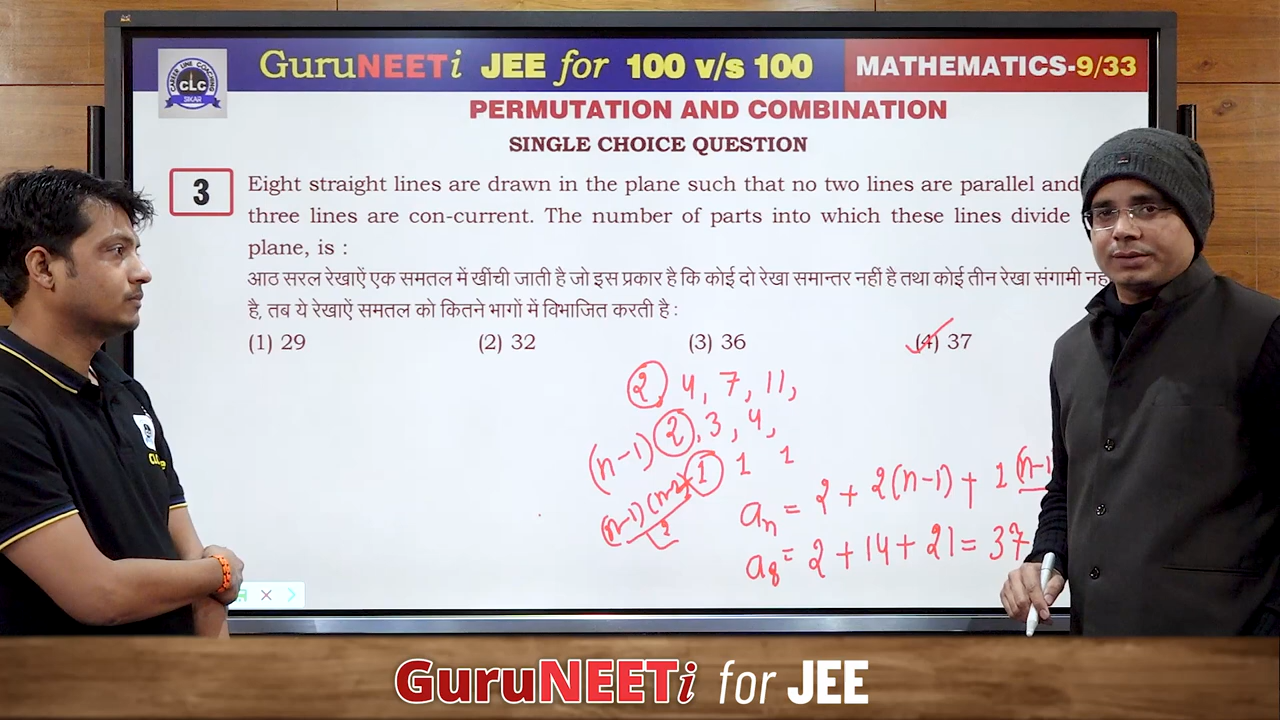 GuruNEETi JEE for 100 v/s 100
MATHEMATICS-9/33
CAREER LINE COACHING
CLC
SIKAR
PERMUTATION AND COMBINATION
SINGLE CHOICE QUESTION
3
Eight straight lines are drawn in the plane such that no two lines are parallel and
three lines are con-current. The number of parts into which these lines divide
plane, is :
आठ सरल रेखाऐं एक समतल में खींची जाती है जो इस प्रकार है कि कोई दो रेखा समान्तर नहीं है तथा कोई तीन रेखा संगामी नह
है, तब ये रेखाऐं समतल को कितने भागों में विभाजित करती है :
(1) 29 (2) 32 (3) 36 (4) 37
2, 4, 7, 11,
(n-1) 2, 3, 4,
1 1 1
(n-1)(n-2)
2
aₙ = 2 + 2(n-1) + 1 (n-1
a₈ = 2 + 14 + 21 = 37
GuruNEETi for JEE